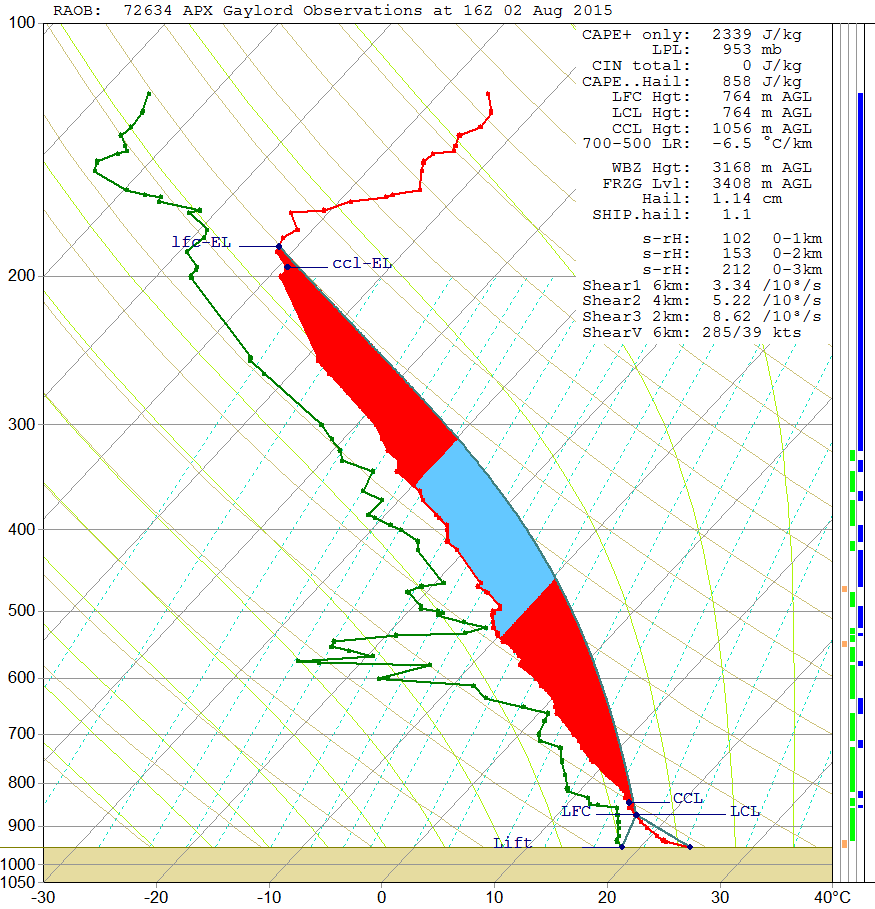 RAOB: 72634 APX Gaylord Observations at 16Z 02 Aug 2015
100
CAPE+ only: 2339 J/kg
LPL: 953 mb
CIN total: 0 J/kg
CAPE..Hail: 858 J/kg
LFC Hgt: 764 m AGL
LCL Hgt: 764 m AGL
CCL Hgt: 1056 m AGL
700-500 LR: -6.5 °C/km
WBZ Hgt: 3168 m AGL
FRZG Lvl: 3408 m AGL
Hail: 1.14 cm
SHIP.hail: 1.1
s-rH: 102 0-1km
s-rH: 153 0-2km
s-rH: 212 0-3km
Shear1 6km: 3.34 /10³/s
Shear2 4km: 5.22 /10³/s
Shear3 2km: 8.62 /10³/s
ShearV 6km: 285/39 kts
lfc-EL
ccl-EL
200
300
400
500
600
700
800
CCL
LFC
LCL
900
Lift
1000
1050
-30 -20 -10 0 10 20 30 40°C